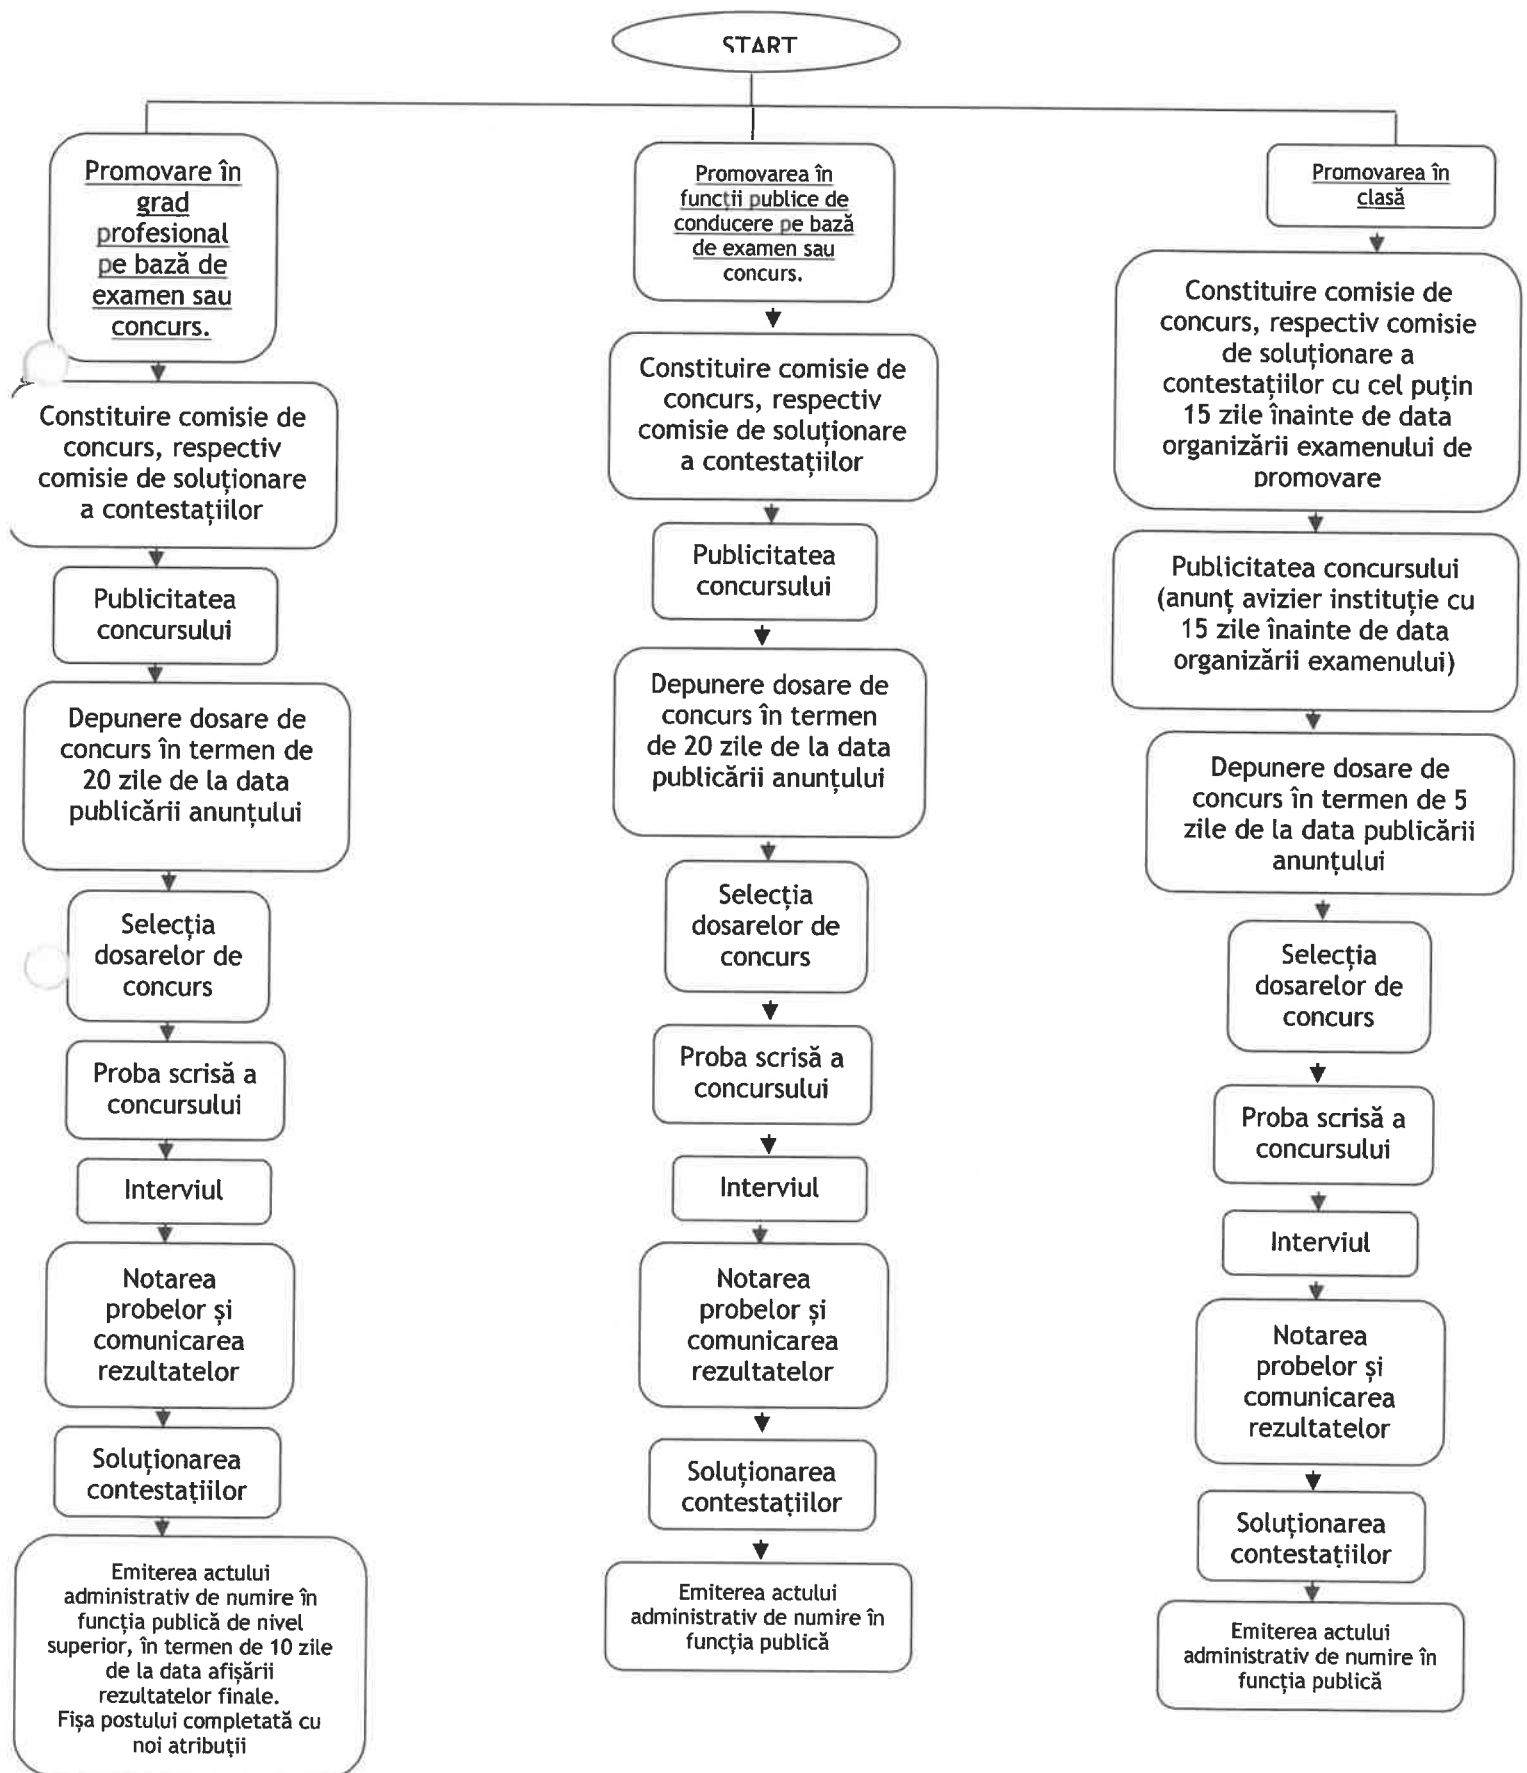 START
Promovare în
grad
profesional
pe bază de
examen sau
concurs.
Constituire comisie de
concurs, respectiv
comisie de soluționare
a contestațiilor
Publicitatea
concursului
Depunere dosare de
concurs în termen de
20 zile de la data
publicării anunțului
Selecția
dosarelor de
concurs
Proba scrisă a
concursului
Interviul
Notarea
probelor și
comunicarea
rezultatelor
Soluționarea
contestațiilor
Emiterea actului
administrativ de numire în
funcția publică de nivel
superior, în termen de 10 zile
de la data afișării
rezultatelor finale.
Fișa postului completată cu
noi atribuții
Promovarea în
funcții publice de
conducere pe bază
de examen sau
concurs.
Constituire comisie de
concurs, respectiv
comisie de soluționare
a contestațiilor
Publicitatea
concursului
Depunere dosare de
concurs în termen
de 20 zile de la data
publicării anunțului
Selecția
dosarelor de
concurs
Proba scrisă a
concursului
Interviul
Notarea
probelor și
comunicarea
rezultatelor
Soluționarea
contestațiilor
Emiterea actului
administrativ de numire în
funcția publică
Promovarea în
clasă
Constituire comisie de
concurs, respectiv comisie
de soluționare a
contestațiilor cu cel puțin
15 zile înainte de data
organizării examenului de
promovare
Publicitatea concursului
(anunț avizier instituție cu
15 zile înainte de data
organizării examenului)
Depunere dosare de
concurs în termen de 5
zile de la data publicării
anunțului
Selecția
dosarelor de
concurs
Proba scrisă a
concursului
Interviul
Notarea
probelor și
comunicarea
rezultatelor
Soluționarea
contestațiilor
Emiterea actului
administrativ de numire în
funcția publică